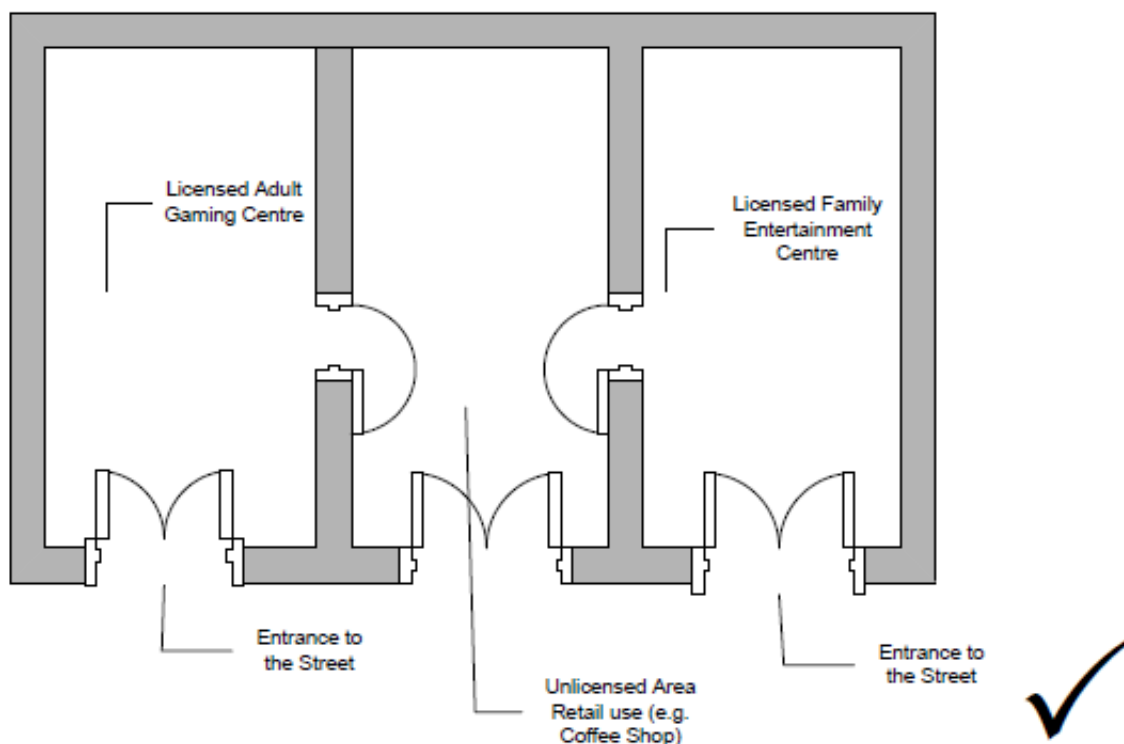 Licensed Adult
Gaming Centre
Licensed Family
Entertainment
Centre
Entrance to
the Street
Unlicensed Area
Retail use (e.g.
Coffee Shop)
Entrance to
the Street